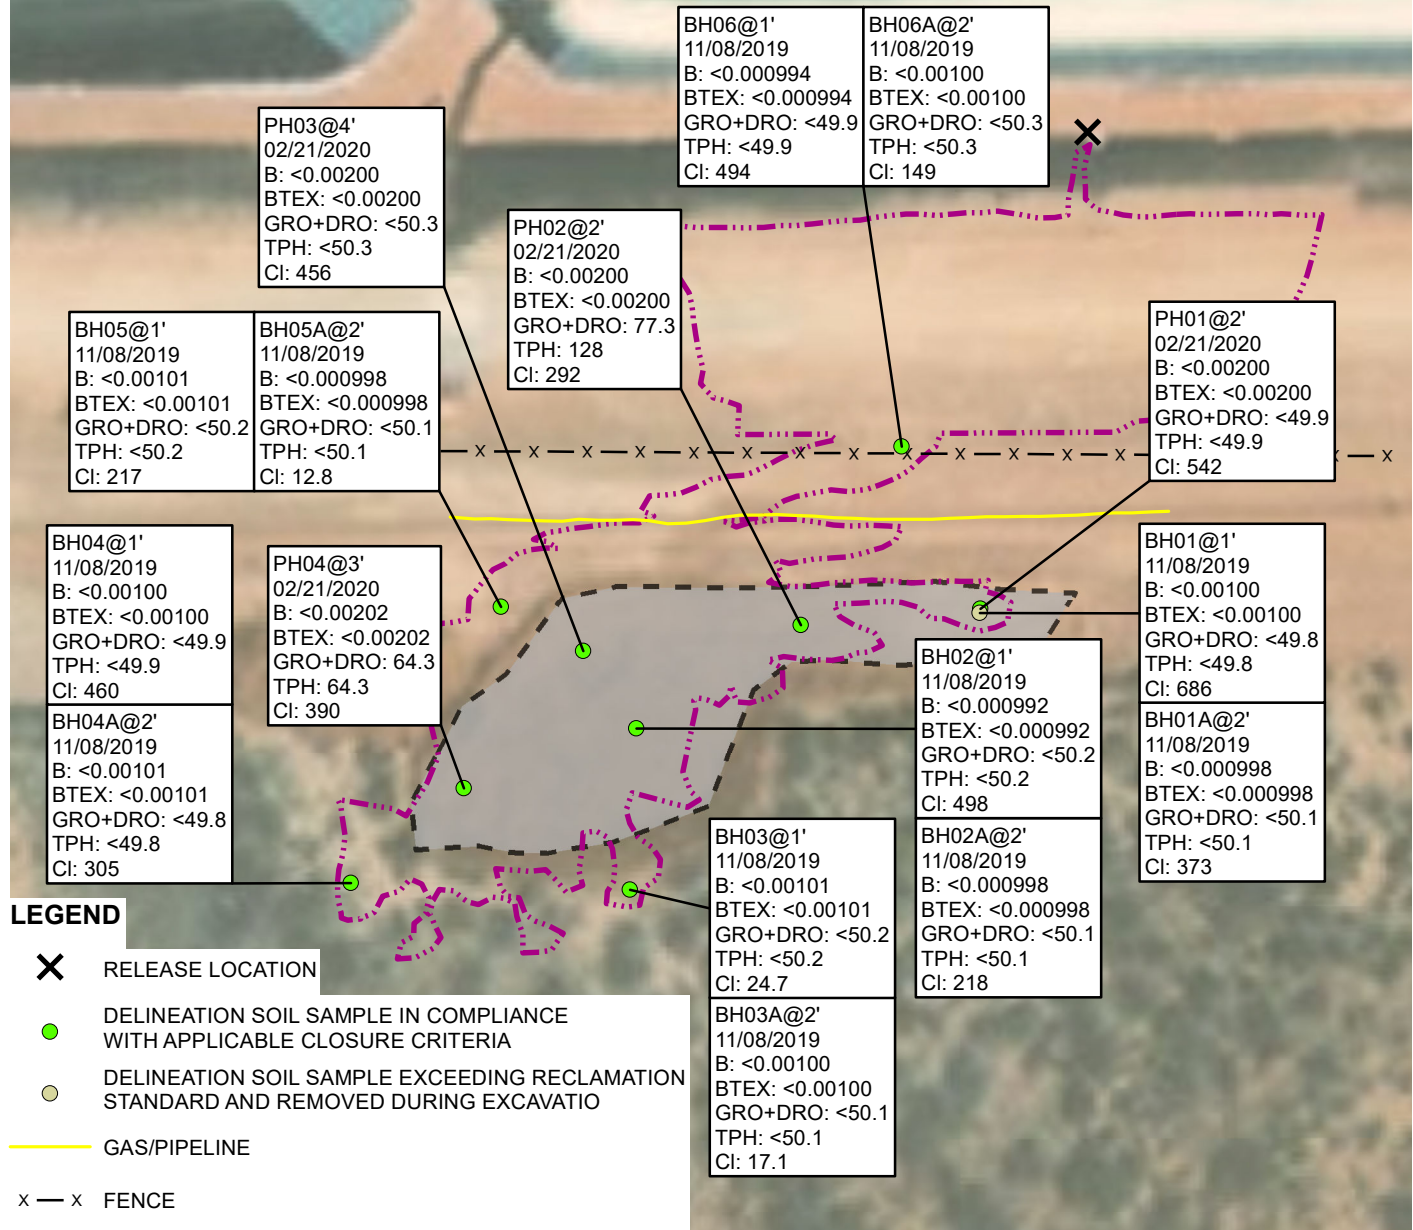 BH06@1'
11/08/2019
B: <0.000994
BTEX: <0.000994
GRO+DRO: <49.9
TPH: <49.9
Cl: 494
BH06A@2'
11/08/2019
B: <0.00100
BTEX: <0.00100
GRO+DRO: <50.3
TPH: <50.3
Cl: 149
PH03@4'
02/21/2020
B: <0.00200
BTEX: <0.00200
GRO+DRO: <50.3
TPH: <50.3
Cl: 456
PH02@2'
02/21/2020
B: <0.00200
BTEX: <0.00200
GRO+DRO: 77.3
TPH: 128
Cl: 292
PH01@2'
02/21/2020
B: <0.00200
BTEX: <0.00200
GRO+DRO: <49.9
TPH: <49.9
Cl: 542
BH05@1'
11/08/2019
B: <0.00101
BTEX: <0.00101
GRO+DRO: <50.2
TPH: <50.2
Cl: 217
BH05A@2'
11/08/2019
B: <0.000998
BTEX: <0.000998
GRO+DRO: <50.1
TPH: <50.1
Cl: 12.8
x x x x x x x x x x x x x x x x x x
BH04@1'
11/08/2019
B: <0.00100
BTEX: <0.00100
GRO+DRO: <49.9
TPH: <49.9
Cl: 460
BH04A@2'
11/08/2019
B: <0.00101
BTEX: <0.00101
GRO+DRO: <49.8
TPH: <49.8
Cl: 305
PH04@3'
02/21/2020
B: <0.00202
BTEX: <0.00202
GRO+DRO: 64.3
TPH: 64.3
Cl: 390
BH01@1'
11/08/2019
B: <0.00100
BTEX: <0.00100
GRO+DRO: <49.8
TPH: <49.8
Cl: 686
BH01A@2'
11/08/2019
B: <0.000998
BTEX: <0.000998
GRO+DRO: <50.1
TPH: <50.1
Cl: 373
BH02@1'
11/08/2019
B: <0.000992
BTEX: <0.000992
GRO+DRO: <50.2
TPH: <50.2
Cl: 498
BH02A@2'
11/08/2019
B: <0.000998
BTEX: <0.000998
GRO+DRO: <50.1
TPH: <50.1
Cl: 218
BH03@1'
11/08/2019
B: <0.00101
BTEX: <0.00101
GRO+DRO: <50.2
TPH: <50.2
Cl: 24.7
BH03A@2'
11/08/2019
B: <0.00100
BTEX: <0.00100
GRO+DRO: <50.1
TPH: <50.1
Cl: 17.1
LEGEND
RELEASE LOCATION
DELINEATION SOIL SAMPLE IN COMPLIANCE
WITH APPLICABLE CLOSURE CRITERIA
DELINEATION SOIL SAMPLE EXCEEDING RECLAMATION
STANDARD AND REMOVED DURING EXCAVATIO
GAS/PIPELINE
x x FENCE